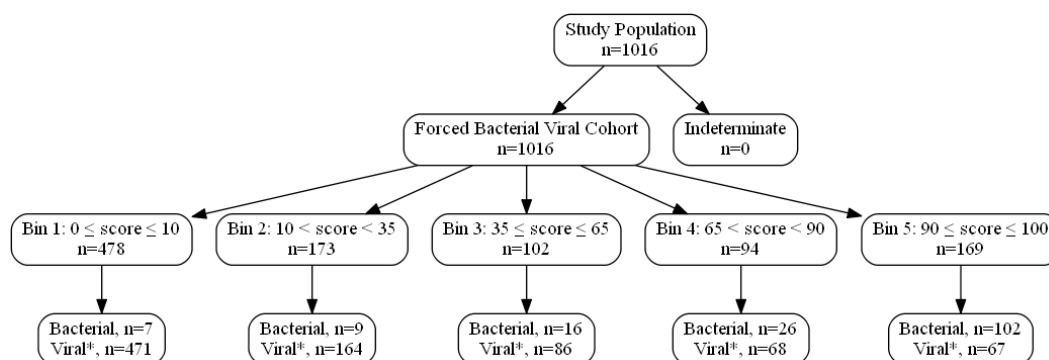 Study Population
n=1016
Forced Bacterial Viral Cohort
n=1016
Indeterminate
n=0
Bin 1: 0 ≤ score ≤ 10
n=478
Bin 2: 10 < score < 35
n=173
Bin 3: 35 ≤ score ≤ 65
n=102
Bin 4: 65 < score < 90
n=94
Bin 5: 90 ≤ score ≤ 100
n=169
Bacterial, n=7
Viral*, n=471
Bacterial, n=9
Viral*, n=164
Bacterial, n=16
Viral*, n=86
Bacterial, n=26
Viral*, n=68
Bacterial, n=102
Viral*, n=67